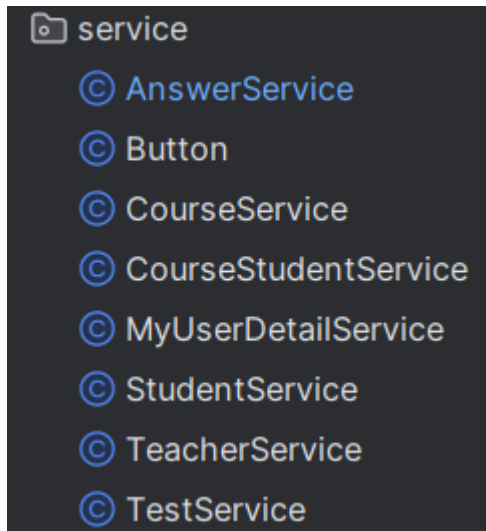 service
AnswerService
Button
CourseService
CourseStudentService
MyUserDetailService
StudentService
TeacherService
TestService